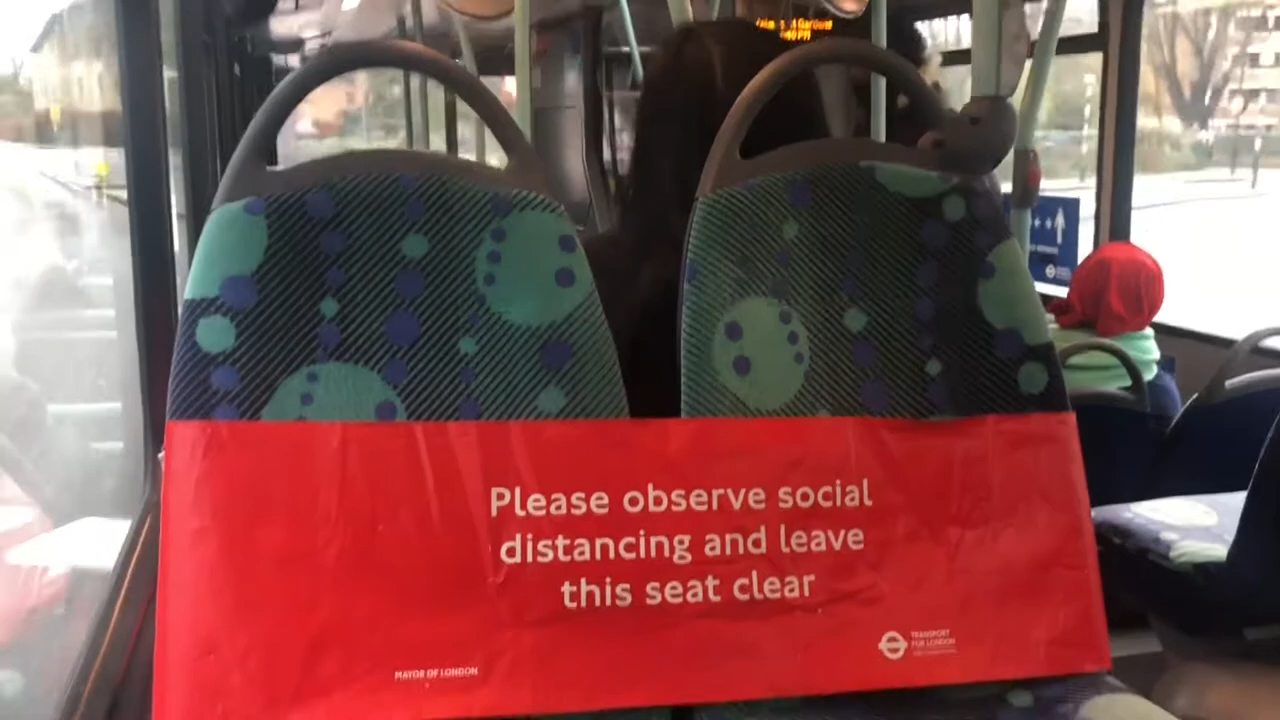 Please observe social
distancing and leave
this seat clear
MAYOR OF LONDON
TRANSPORT
FOR LONDON